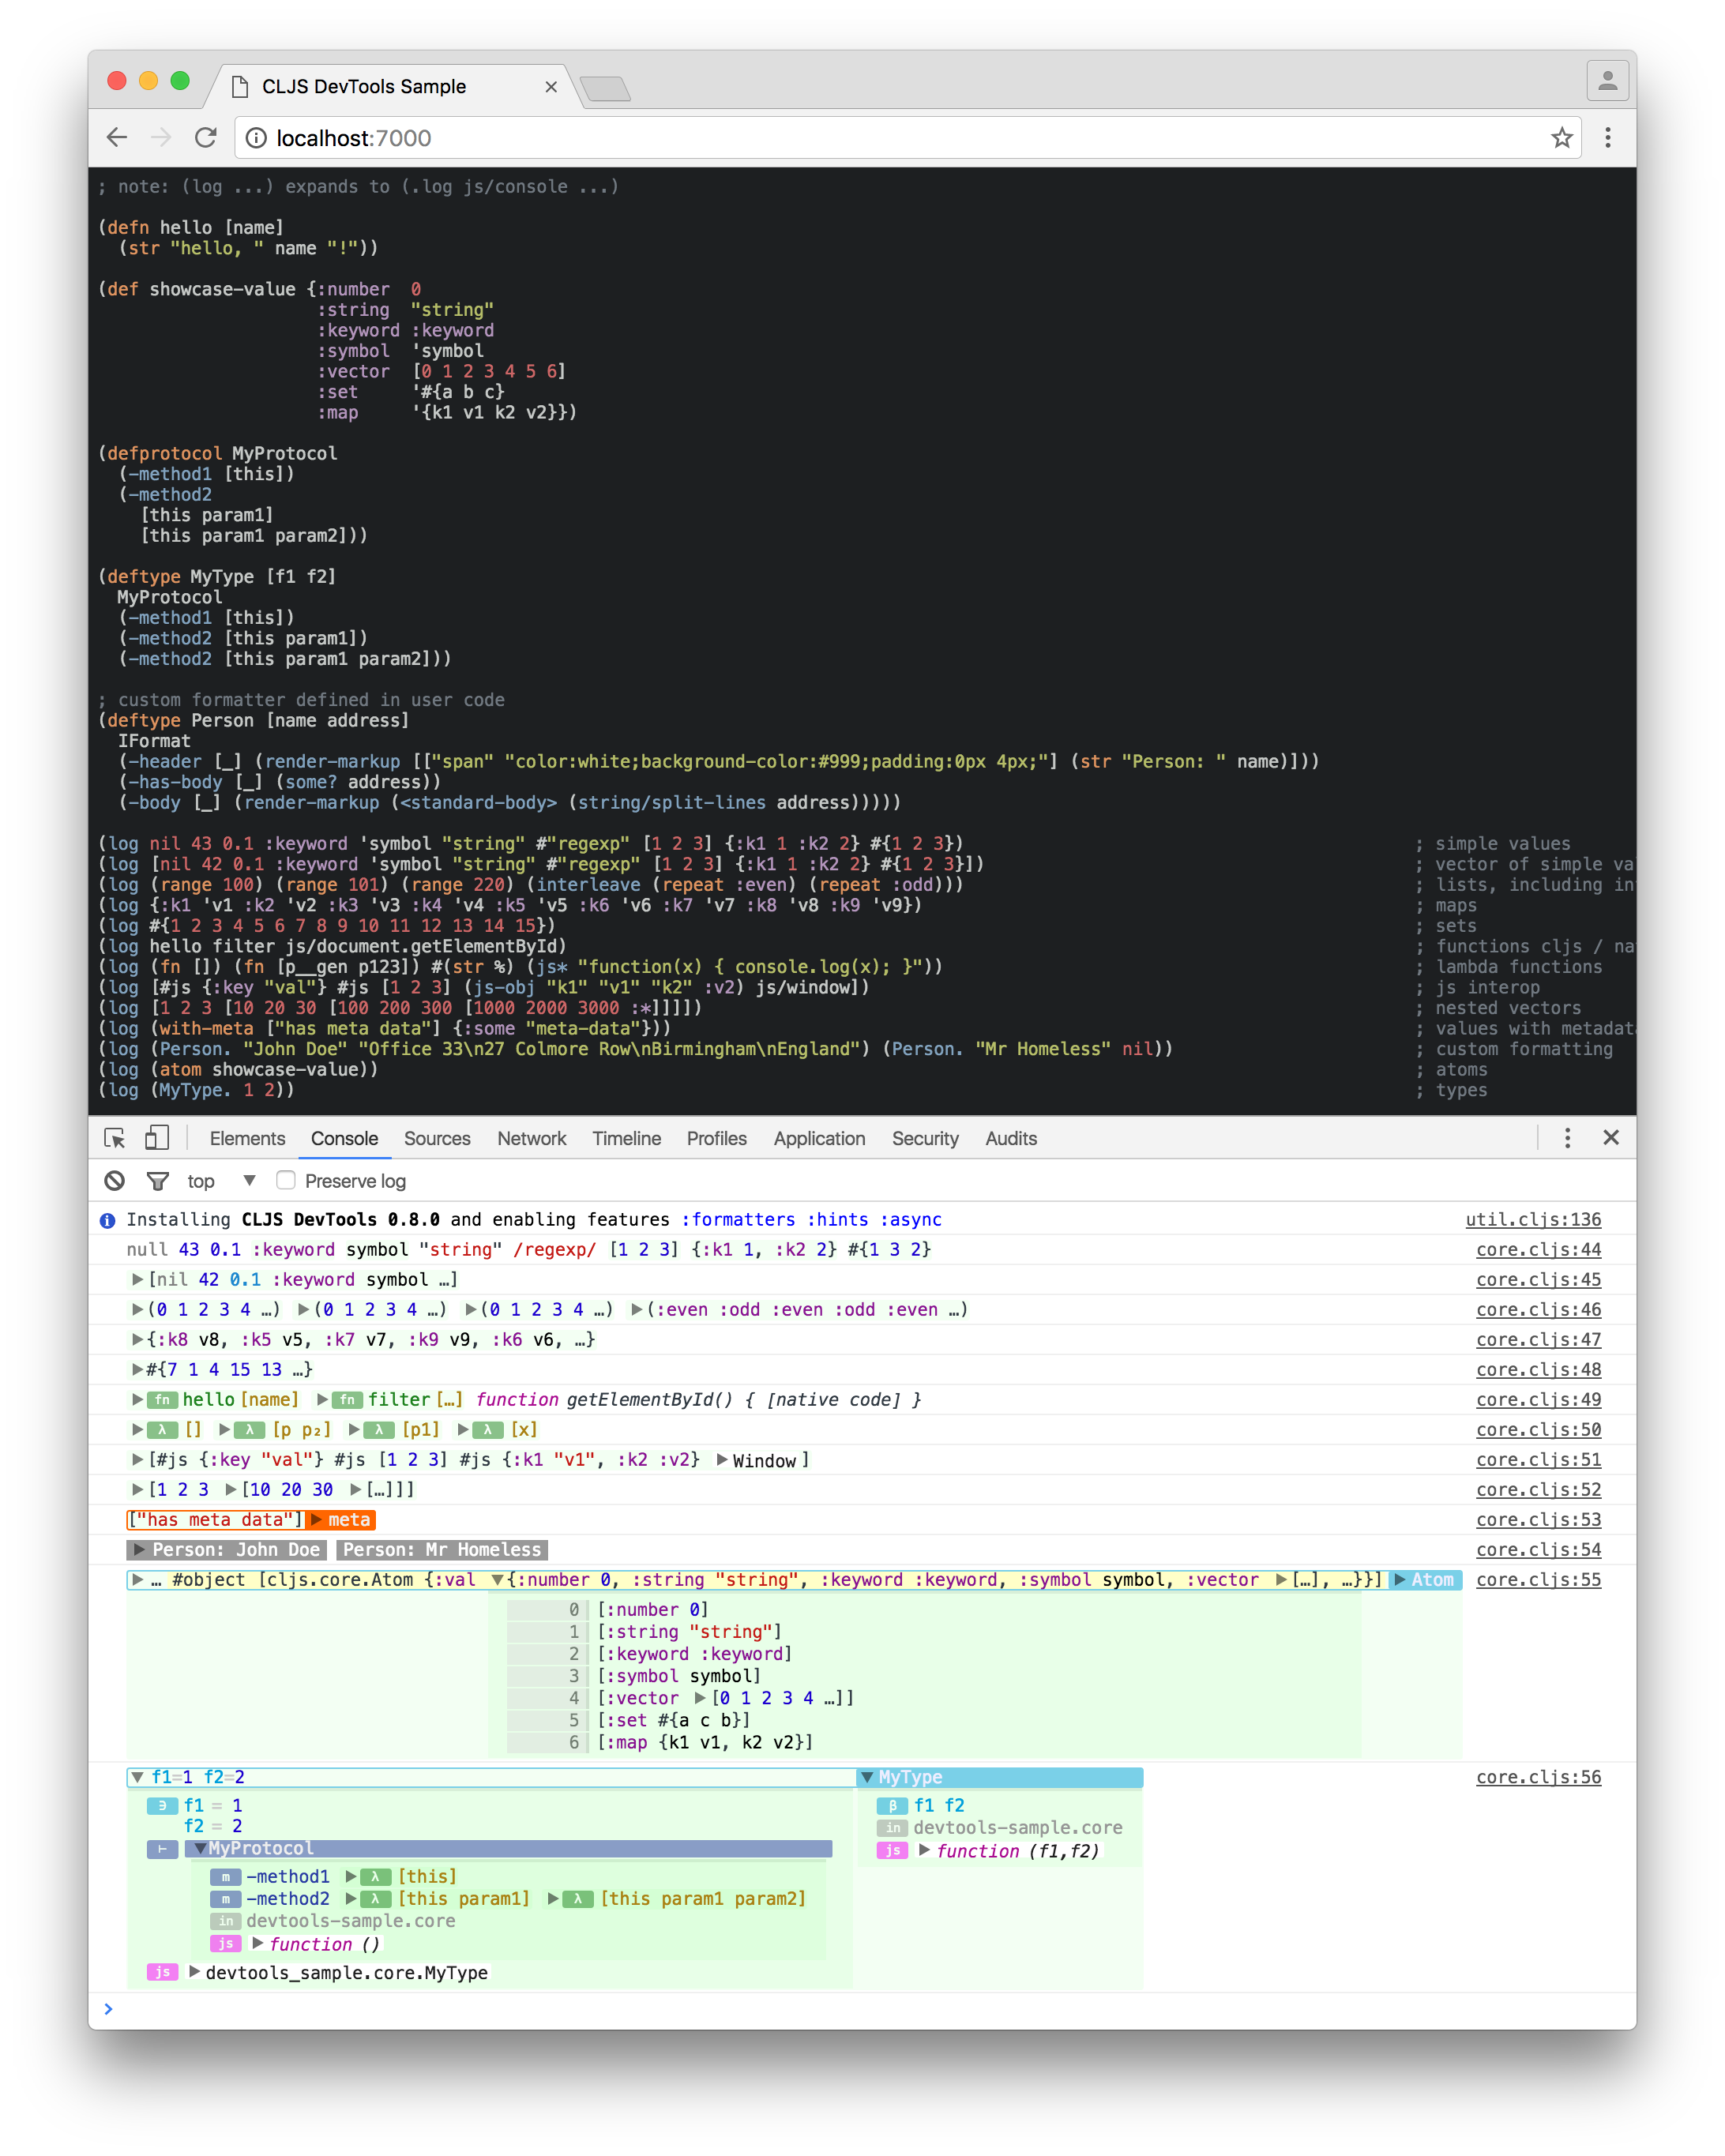 CLJS DevTools Sample
localhost:7000
; note: (log ...) expands to (.log js/console ...)
(defn hello [name]
  (str "hello, " name "!"))
(def showcase-value {:number  0
                     :string  "string"
                     :keyword :keyword
                     :symbol  'symbol
                     :vector  [0 1 2 3 4 5 6]
                     :set     '#{a b c}
                     :map     '{k1 v1 k2 v2}})
(defprotocol MyProtocol
  (-method1 [this])
  (-method2
    [this param1]
    [this param1 param2]))
(deftype MyType [f1 f2]
  MyProtocol
  (-method1 [this])
  (-method2 [this param1])
  (-method2 [this param1 param2]))
; custom formatter defined in user code
(deftype Person [name address]
  IFormat
  (-header [_] (render-markup [["span" "color:white;background-color:#999;padding:0px 4px;"] (str "Person: " name)]))
  (-has-body [_] (some? address))
  (-body [_] (render-markup (<standard-body> (string/split-lines address)))))
(log nil 43 0.1 :keyword 'symbol "string" #"regexp" [1 2 3] {:k1 1 :k2 2} #{1 2 3}) ; simple values
(log [nil 42 0.1 :keyword 'symbol "string" #"regexp" [1 2 3] {:k1 1 :k2 2} #{1 2 3}]) ; vector of simple va
(log (range 100) (range 101) (range 220) (interleave (repeat :even) (repeat :odd))) ; lists, including in
(log {:k1 'v1 :k2 'v2 :k3 'v3 :k4 'v4 :k5 'v5 :k6 'v6 :k7 'v7 :k8 'v8 :k9 'v9}) ; maps
(log #{1 2 3 4 5 6 7 8 9 10 11 12 13 14 15}) ; sets
(log hello filter js/document.getElementById) ; functions cljs / na
(log (fn []) (fn [p__gen p123]) #(str %) (js* "function(x) { console.log(x); }")) ; lambda functions
(log [#js {:key "val"} #js [1 2 3] (js-obj "k1" "v1" "k2" :v2) js/window]) ; js interop
(log [1 2 3 [10 20 30 [100 200 300 [1000 2000 3000 :*]]]]) ; nested vectors
(log (with-meta ["has meta data"] {:some "meta-data"})) ; values with metadat
(log (Person. "John Doe" "Office 33\n27 Colmore Row\nBirmingham\nEngland") (Person. "Mr Homeless" nil)) ; custom formatting
(log (atom showcase-value)) ; atoms
(log (MyType. 1 2)) ; types
Elements Console Sources Network Timeline Profiles Application Security Audits
top ▼ Preserve log
Installing CLJS DevTools 0.8.0 and enabling features :formatters :hints :async util.cljs:136
null 43 0.1 :keyword symbol "string" /regexp/ [1 2 3] {:k1 1, :k2 2} #{1 3 2} core.cljs:44
▶[nil 42 0.1 :keyword symbol …] core.cljs:45
▶(0 1 2 3 4 …) ▶(0 1 2 3 4 …) ▶(0 1 2 3 4 …) ▶(:even :odd :even :odd :even …) core.cljs:46
▶{:k8 v8, :k5 v5, :k7 v7, :k9 v9, :k6 v6, …} core.cljs:47
▶#{7 1 4 15 13 …} core.cljs:48
▶fn hello[name] ▶fn filter[…] function getElementById() { [native code] } core.cljs:49
▶λ [] ▶λ [p p₂] ▶λ [p1] ▶λ [x] core.cljs:50
▶[#js {:key "val"} #js [1 2 3] #js {:k1 "v1", :k2 :v2} ▶Window] core.cljs:51
▶[1 2 3 ▶[10 20 30 ▶[…]]] core.cljs:52
["has meta data"]▶ meta core.cljs:53
▶ Person: John Doe Person: Mr Homeless core.cljs:54
▶… #object [cljs.core.Atom {:val ▼{:number 0, :string "string", :keyword :keyword, :symbol symbol, :vector ▶[…], …}}]▶ Atom core.cljs:55
0 [:number 0]
1 [:string "string"]
2 [:keyword :keyword]
3 [:symbol symbol]
4 [:vector ▶[0 1 2 3 4 …]]
5 [:set #{a c b}]
6 [:map {k1 v1, k2 v2}]
▼ f1=1 f2=2 ▼MyType core.cljs:56
∋ f1 = 1 β f1 f2
f2 = 2 in devtools-sample.core
⊢ ▼MyProtocol js ▶ function (f1,f2)
m -method1 ▶λ [this]
m -method2 ▶λ [this param1] ▶λ [this param1 param2]
in devtools-sample.core
js ▶ function ()
js ▶ devtools_sample.core.MyType
>